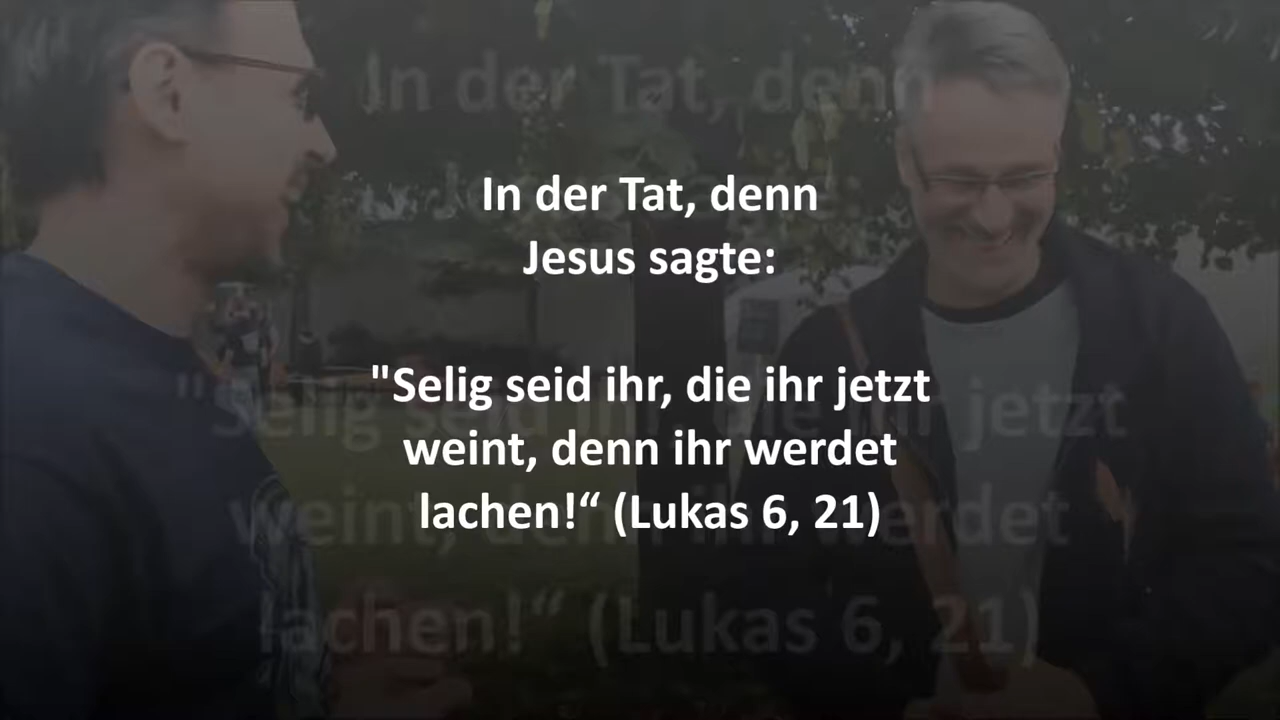 In der Tat, denn
Jesus sagte:
"Selig seid ihr, die ihr jetzt
weint, denn ihr werdet
lachen!“ (Lukas 6, 21)